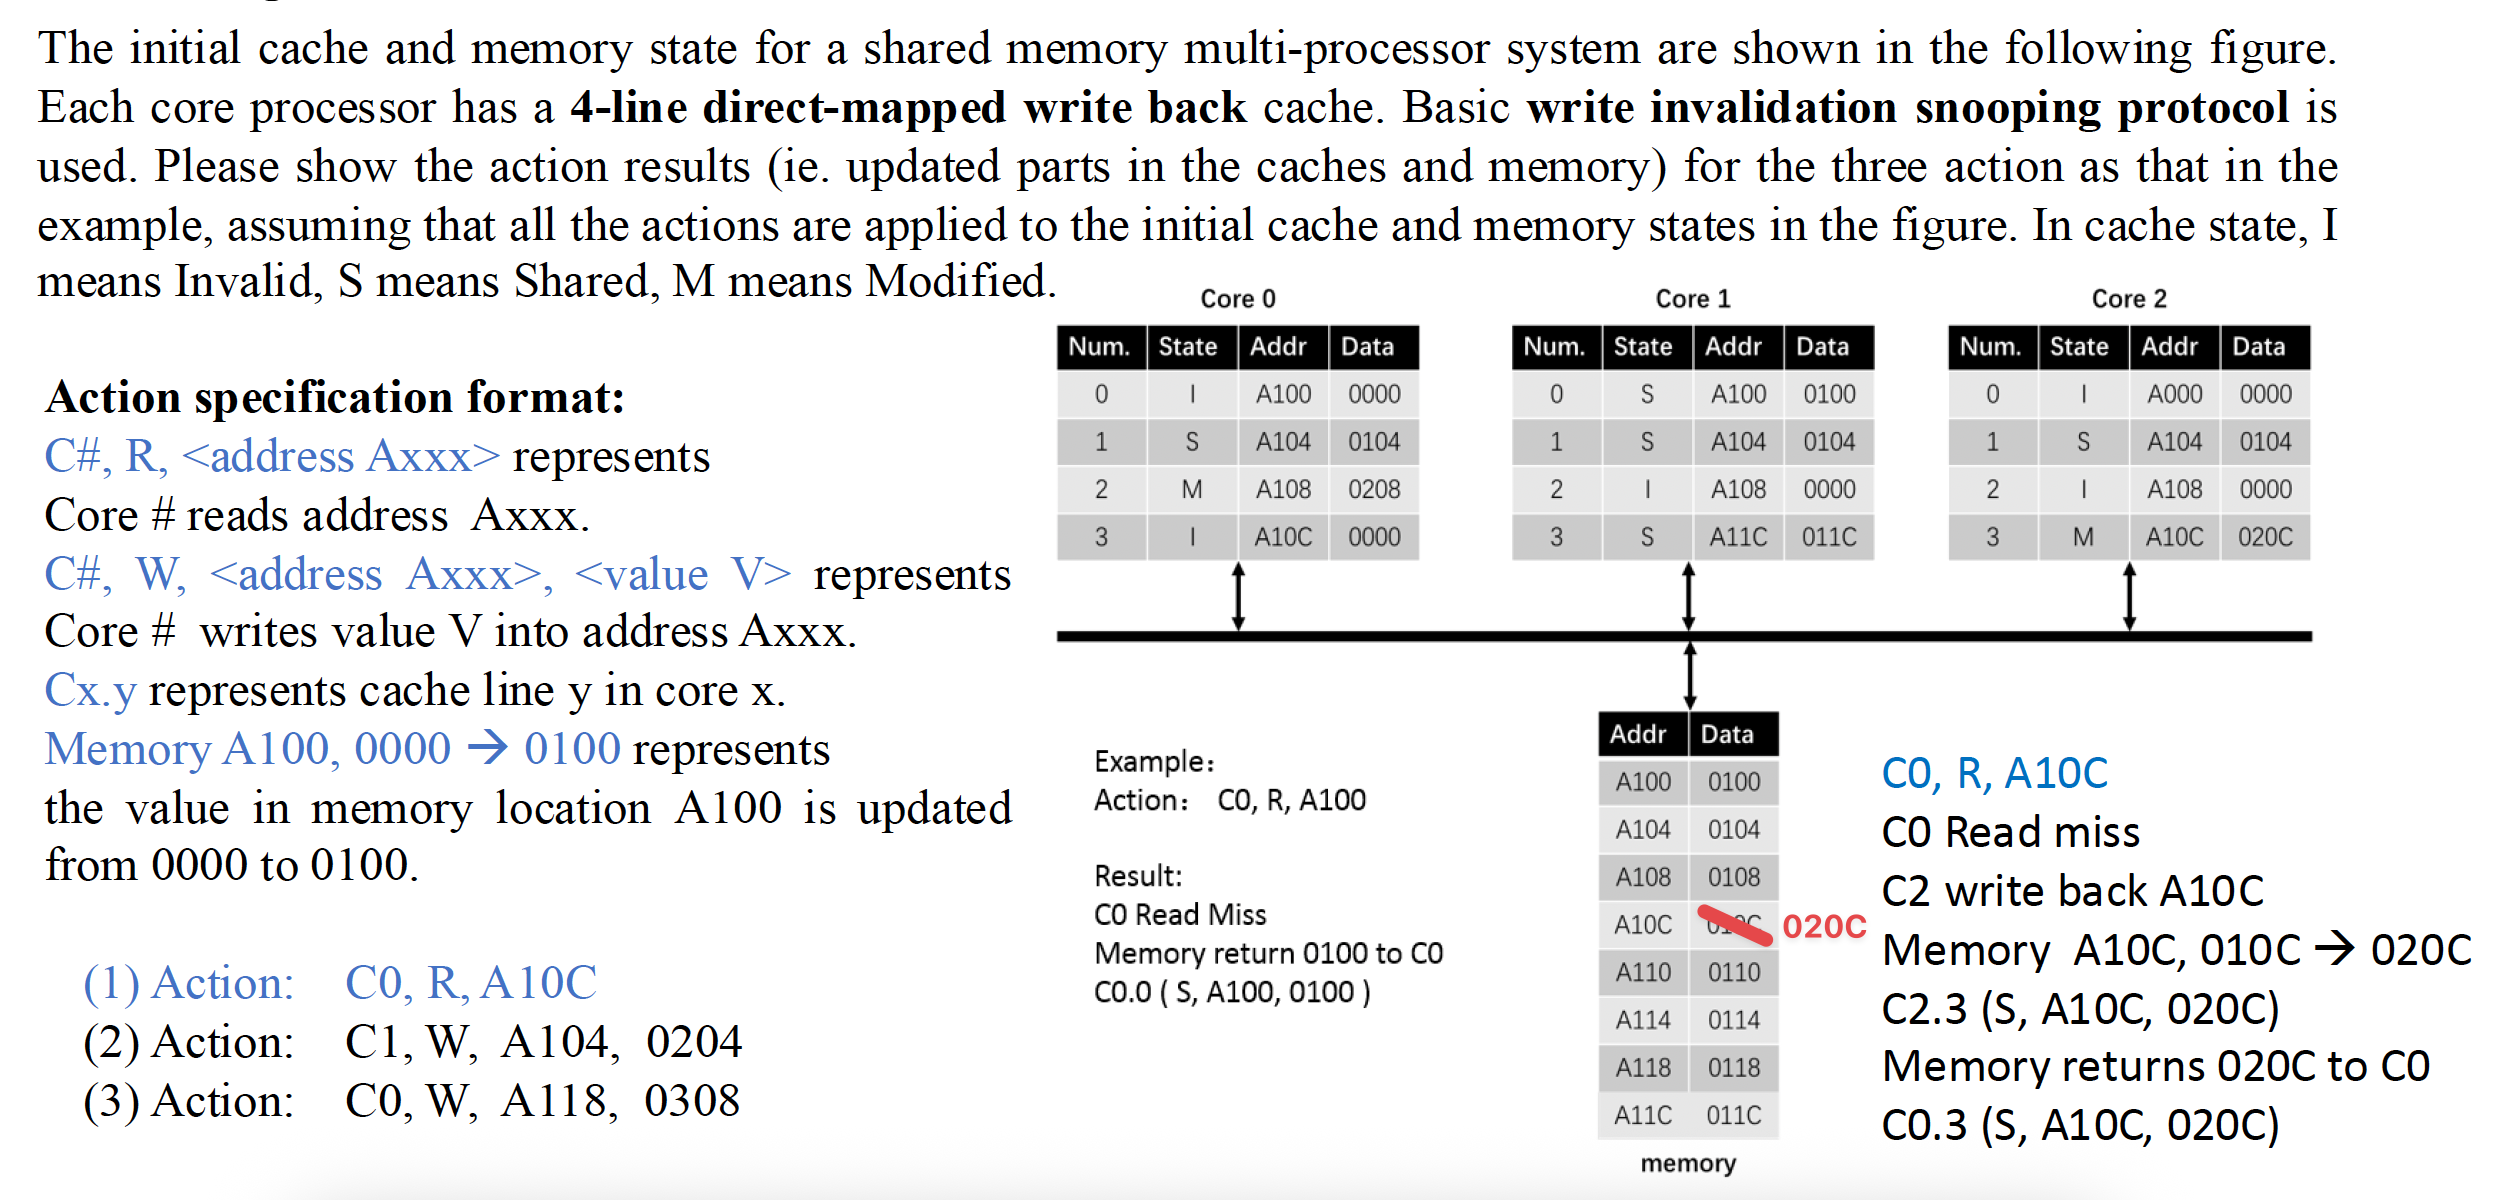 The initial cache and memory state for a shared memory multi-processor system are shown in the following figure.
Each core processor has a 4-line direct-mapped write back cache. Basic write invalidation snooping protocol is
used. Please show the action results (ie. updated parts in the caches and memory) for the three action as that in the
example, assuming that all the actions are applied to the initial cache and memory states in the figure. In cache state, I
means Invalid, S means Shared, M means Modified.
Action specification format:
C#, R, <address Axxx> represents
Core # reads address Axxx.
C#, W, <address Axxx>, <value V> represents
Core # writes value V into address Axxx.
Cx.y represents cache line y in core x.
Memory A100, 0000 → 0100 represents
the value in memory location A100 is updated
from 0000 to 0100.
(1) Action: C0, R, A10C
(2) Action: C1, W, A104, 0204
(3) Action: C0, W, A118, 0308
Core 0
Num. State Addr Data
0 I A100 0000
1 S A104 0104
2 M A108 0208
3 I A10C 0000
Core 1
Num. State Addr Data
0 S A100 0100
1 S A104 0104
2 I A108 0000
3 S A11C 011C
Core 2
Num. State Addr Data
0 I A000 0000
1 S A104 0104
2 I A108 0000
3 M A10C 020C
Example:
Action: C0, R, A100
Result:
C0 Read Miss
Memory return 0100 to C0
C0.0 ( S, A100, 0100 )
Addr Data
A100 0100
A104 0104
A108 0108
A10C 020C
A110 0110
A114 0114
A118 0118
A11C 011C
memory
C0, R, A10C
C0 Read miss
C2 write back A10C
Memory A10C, 010C → 020C
C2.3 (S, A10C, 020C)
Memory returns 020C to C0
C0.3 (S, A10C, 020C)